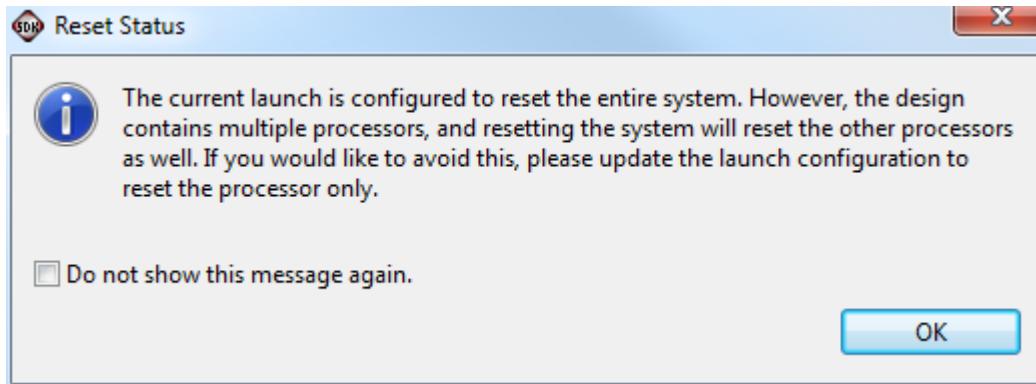 SDK Reset Status
The current launch is configured to reset the entire system. However, the design
contains multiple processors, and resetting the system will reset the other processors
as well. If you would like to avoid this, please update the launch configuration to
reset the processor only.
Do not show this message again.
OK